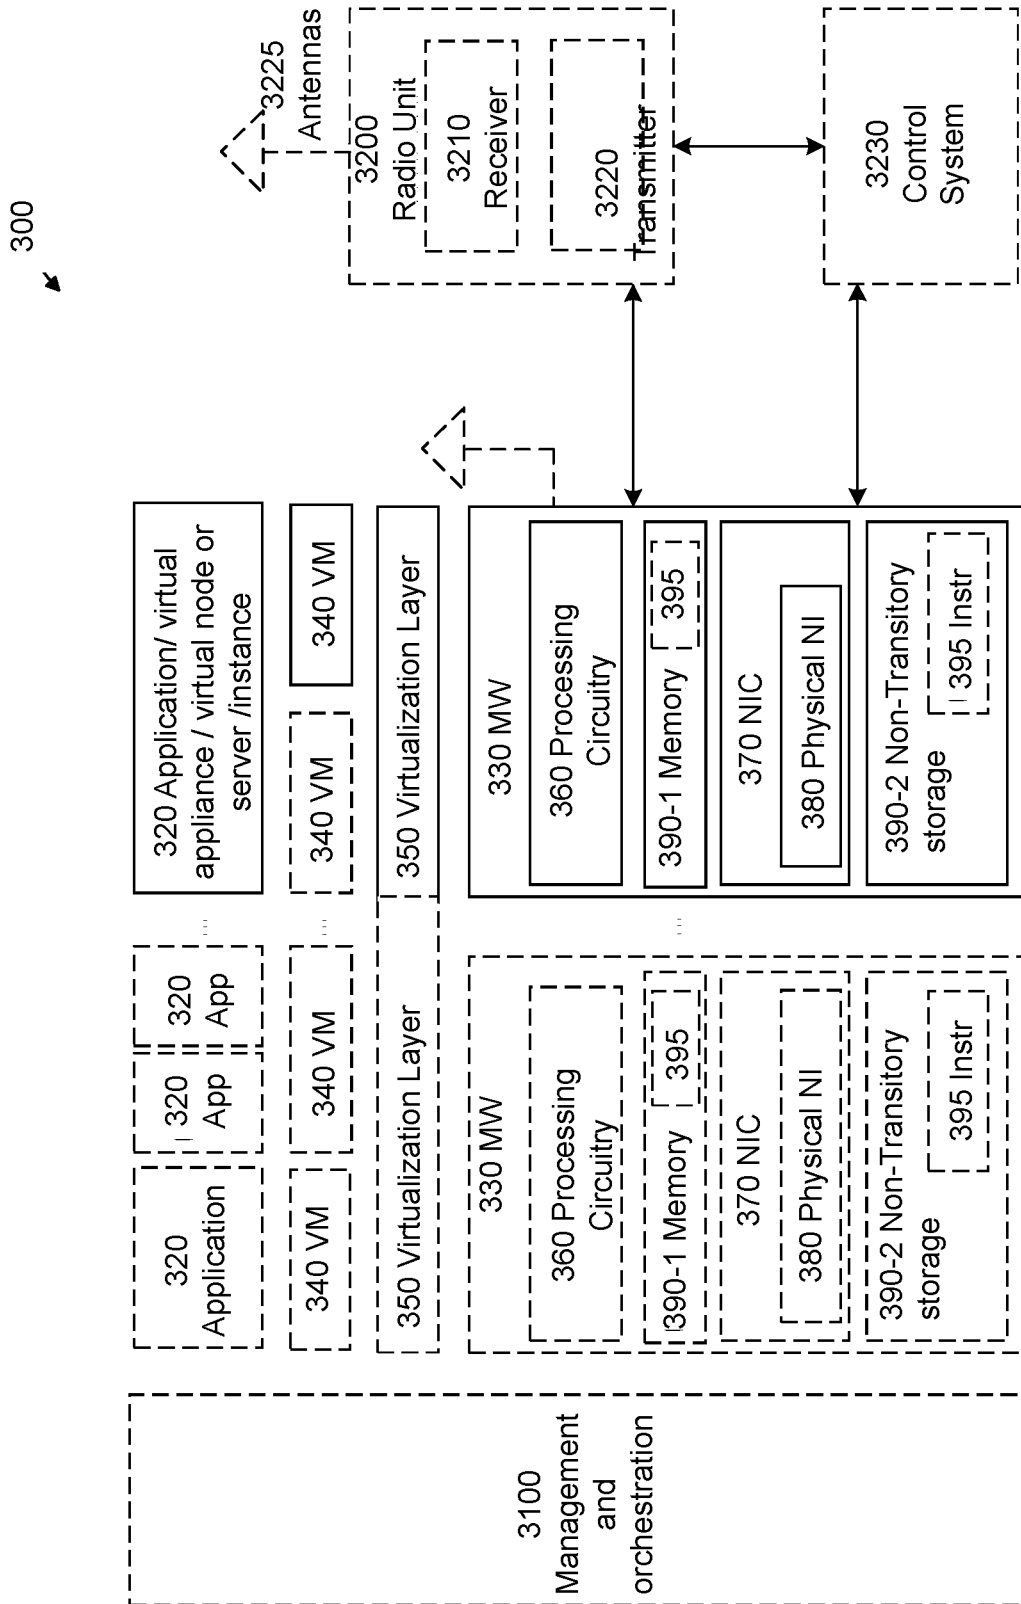 300
3100
Management
and
orchestration
320
Application
320
App
320
App
...
320 Application/ virtual
appliance / virtual node or
server /instance
340 VM
340 VM
...
340 VM
340 VM
350 Virtualization Layer
350 Virtualization Layer
330 MW
360 Processing
Circuitry
390-1 Memory
395
370 NIC
380 Physical NI
390-2 Non-Transitory
storage
395 Instr
...
330 MW
360 Processing
Circuitry
390-1 Memory
395
370 NIC
380 Physical NI
390-2 Non-Transitory
storage
395 Instr
3225
Antennas
3200
Radio Unit
3210
Receiver
3220
Transmitter
3230
Control
System